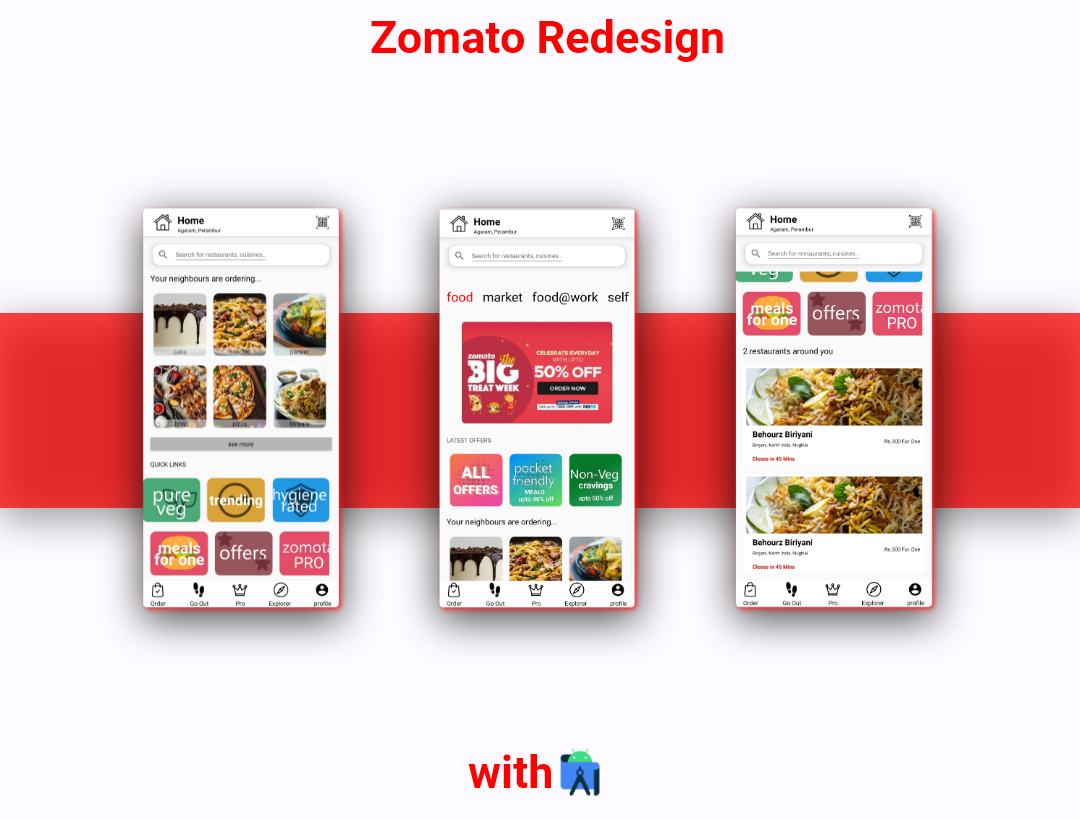 Zomato Redesign
Home
Agaram, Perambur
Search for restaurants, cuisines..
Your neighbours are ordering...
cake
noodles
paneer
bbq
pizza
biriyani
see more
QUICK LINKS
pure
veg
trending
hygiene
rated
meals
for one
offers
zomota
PRO
Order
Go Out
Pro
Explorer
profile
Home
Agaram, Perambur
Search for restaurants, cuisines..
food market food@work self
zomato
The
BIG
TREAT WEEK
CELEBRATE EVERYDAY
WITH UPTO
50% OFF
ORDER NOW
LATEST OFFERS
ALL
OFFERS
pocket
friendly
MEALS
upto 40% off
Non-Veg
cravings
upto 50% off
Your neighbours are ordering...
Order
Go Out
Pro
Explorer
profile
Home
Agaram, Perambur
Search for restaurants, cuisines..
veg
meals
for one
offers
zomota
PRO
2 restaurants around you
Behourz Biriyani
Rs.300 For One
Biryani, North India, Mughlai
Closes in 45 Mins
Behourz Biriyani
Rs.300 For One
Biryani, North India, Mughlai
Closes in 45 Mins
Order
Go Out
Pro
Explorer
profile
with